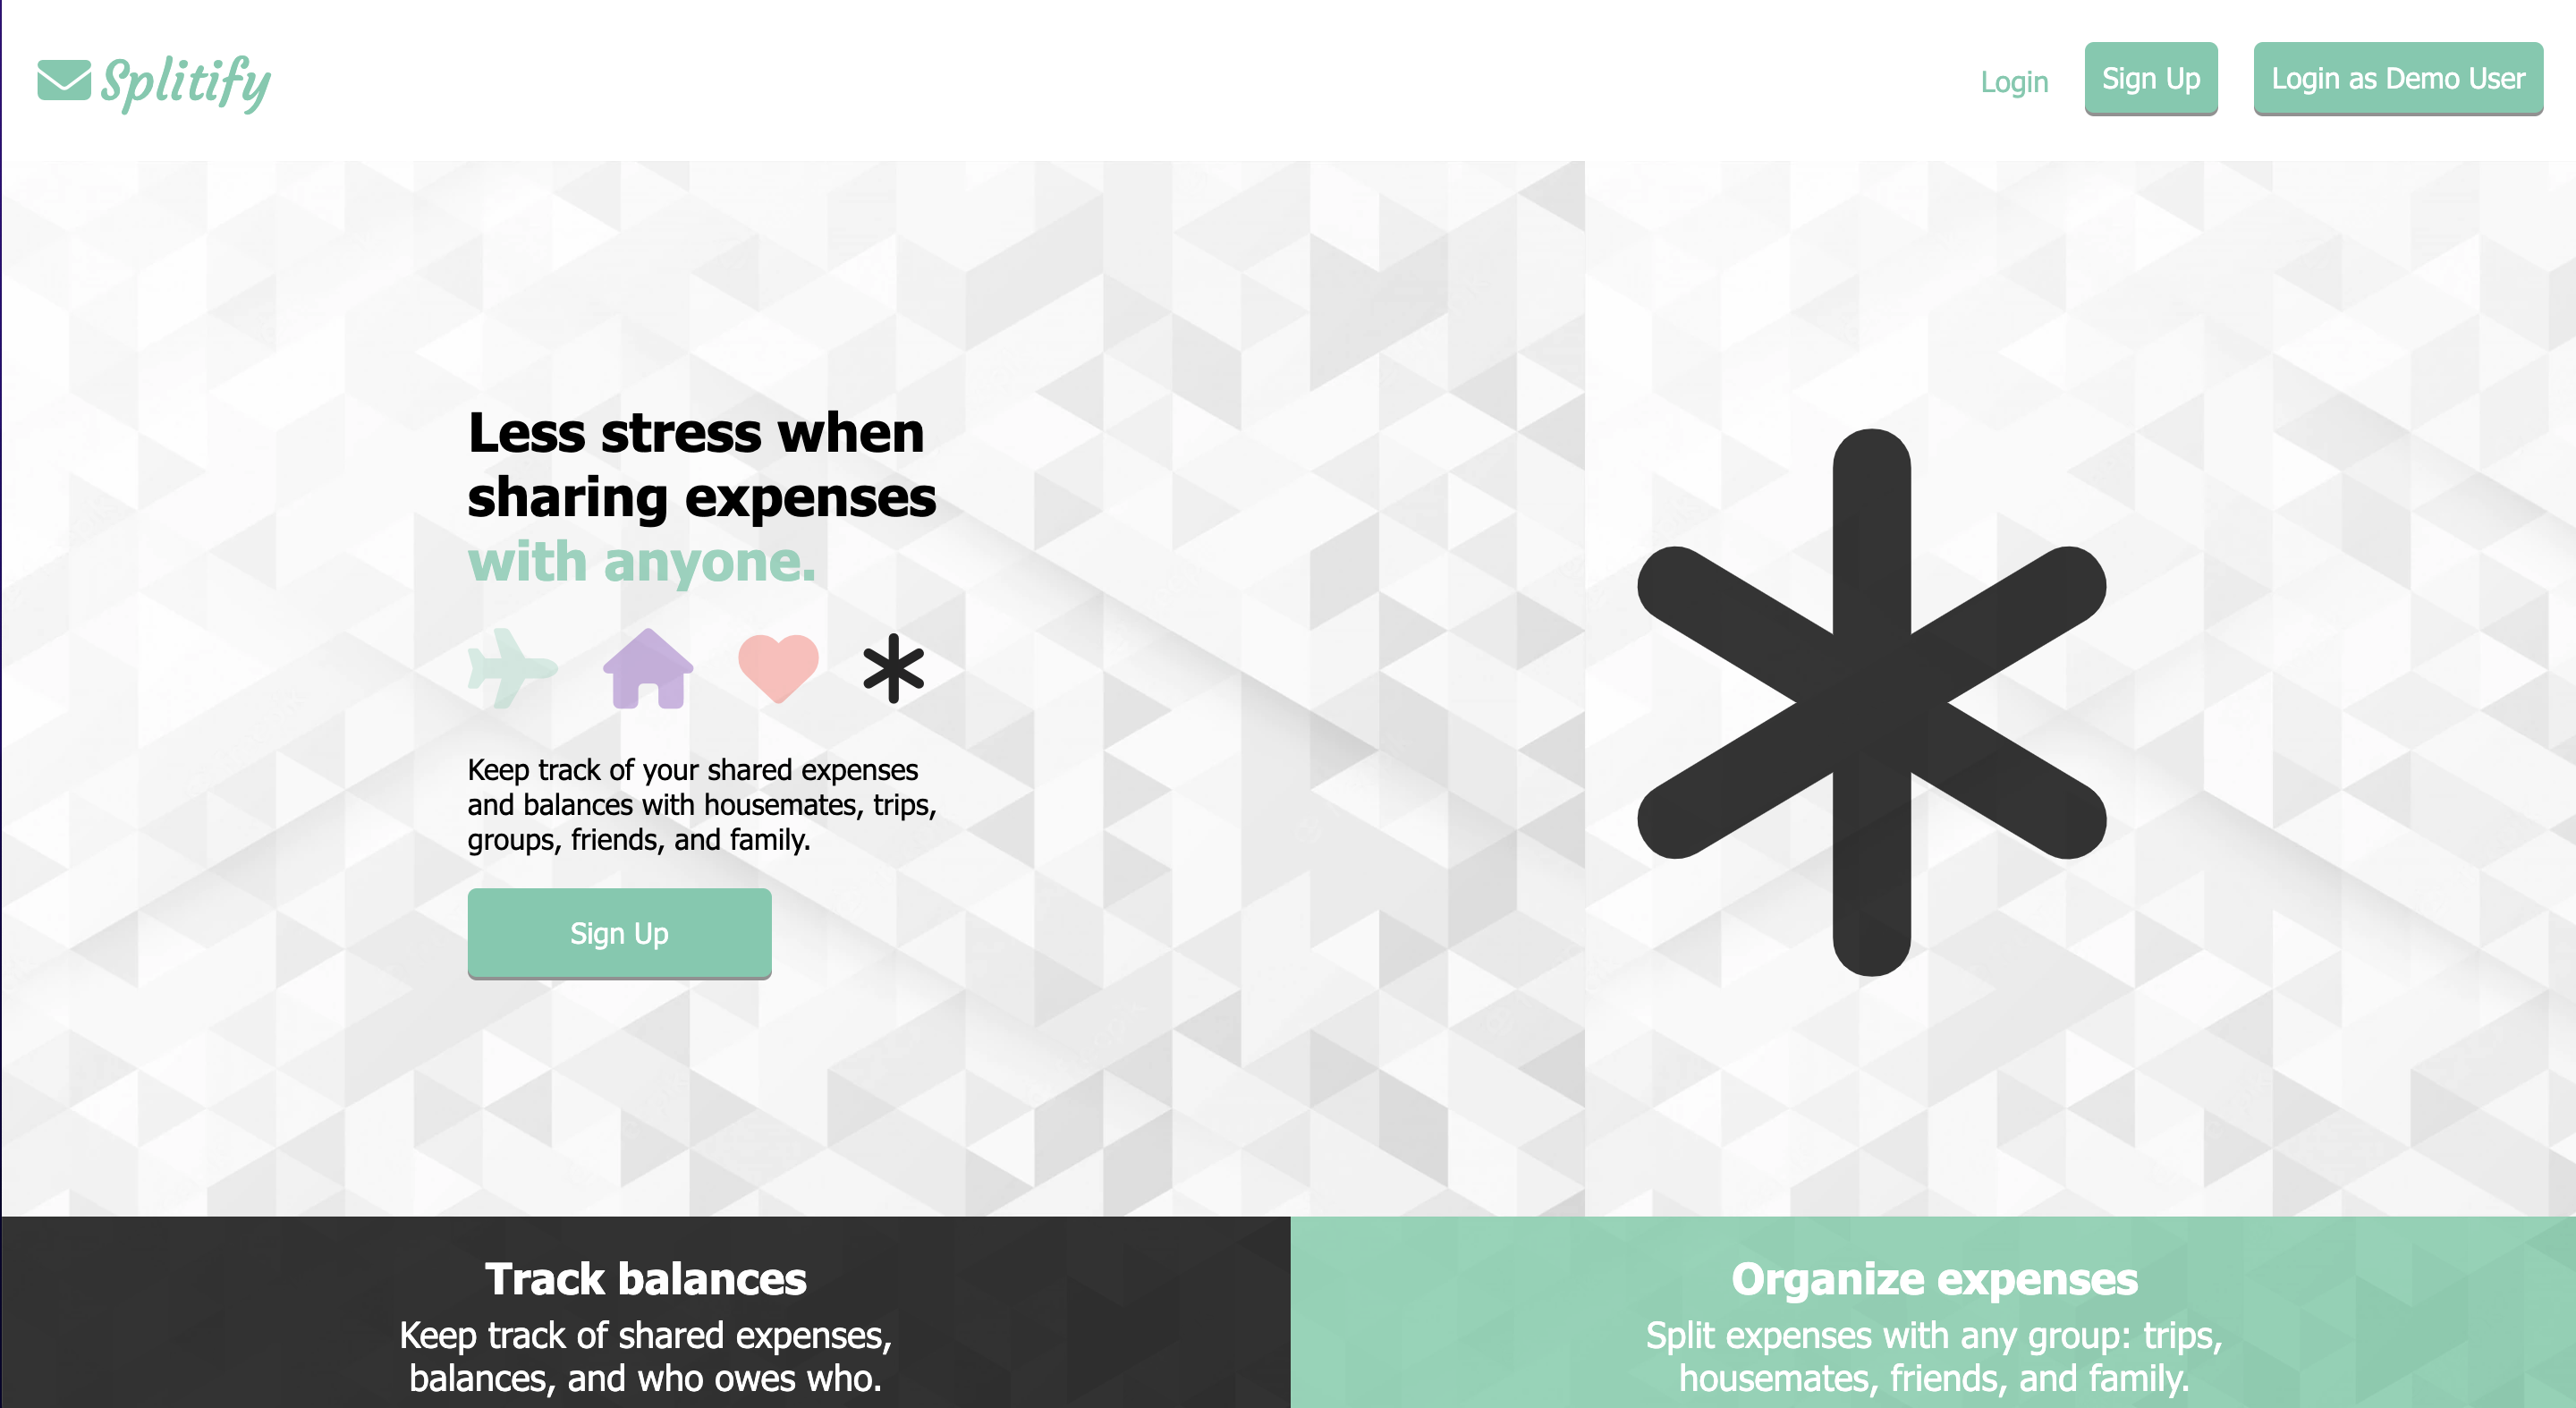 Splitify
Login
Sign Up
Login as Demo User
Less stress when
sharing expenses
with anyone.
Keep track of your shared expenses
and balances with housemates, trips,
groups, friends, and family.
Sign Up
Track balances
Keep track of shared expenses,
balances, and who owes who.
Organize expenses
Split expenses with any group: trips,
housemates, friends, and family.